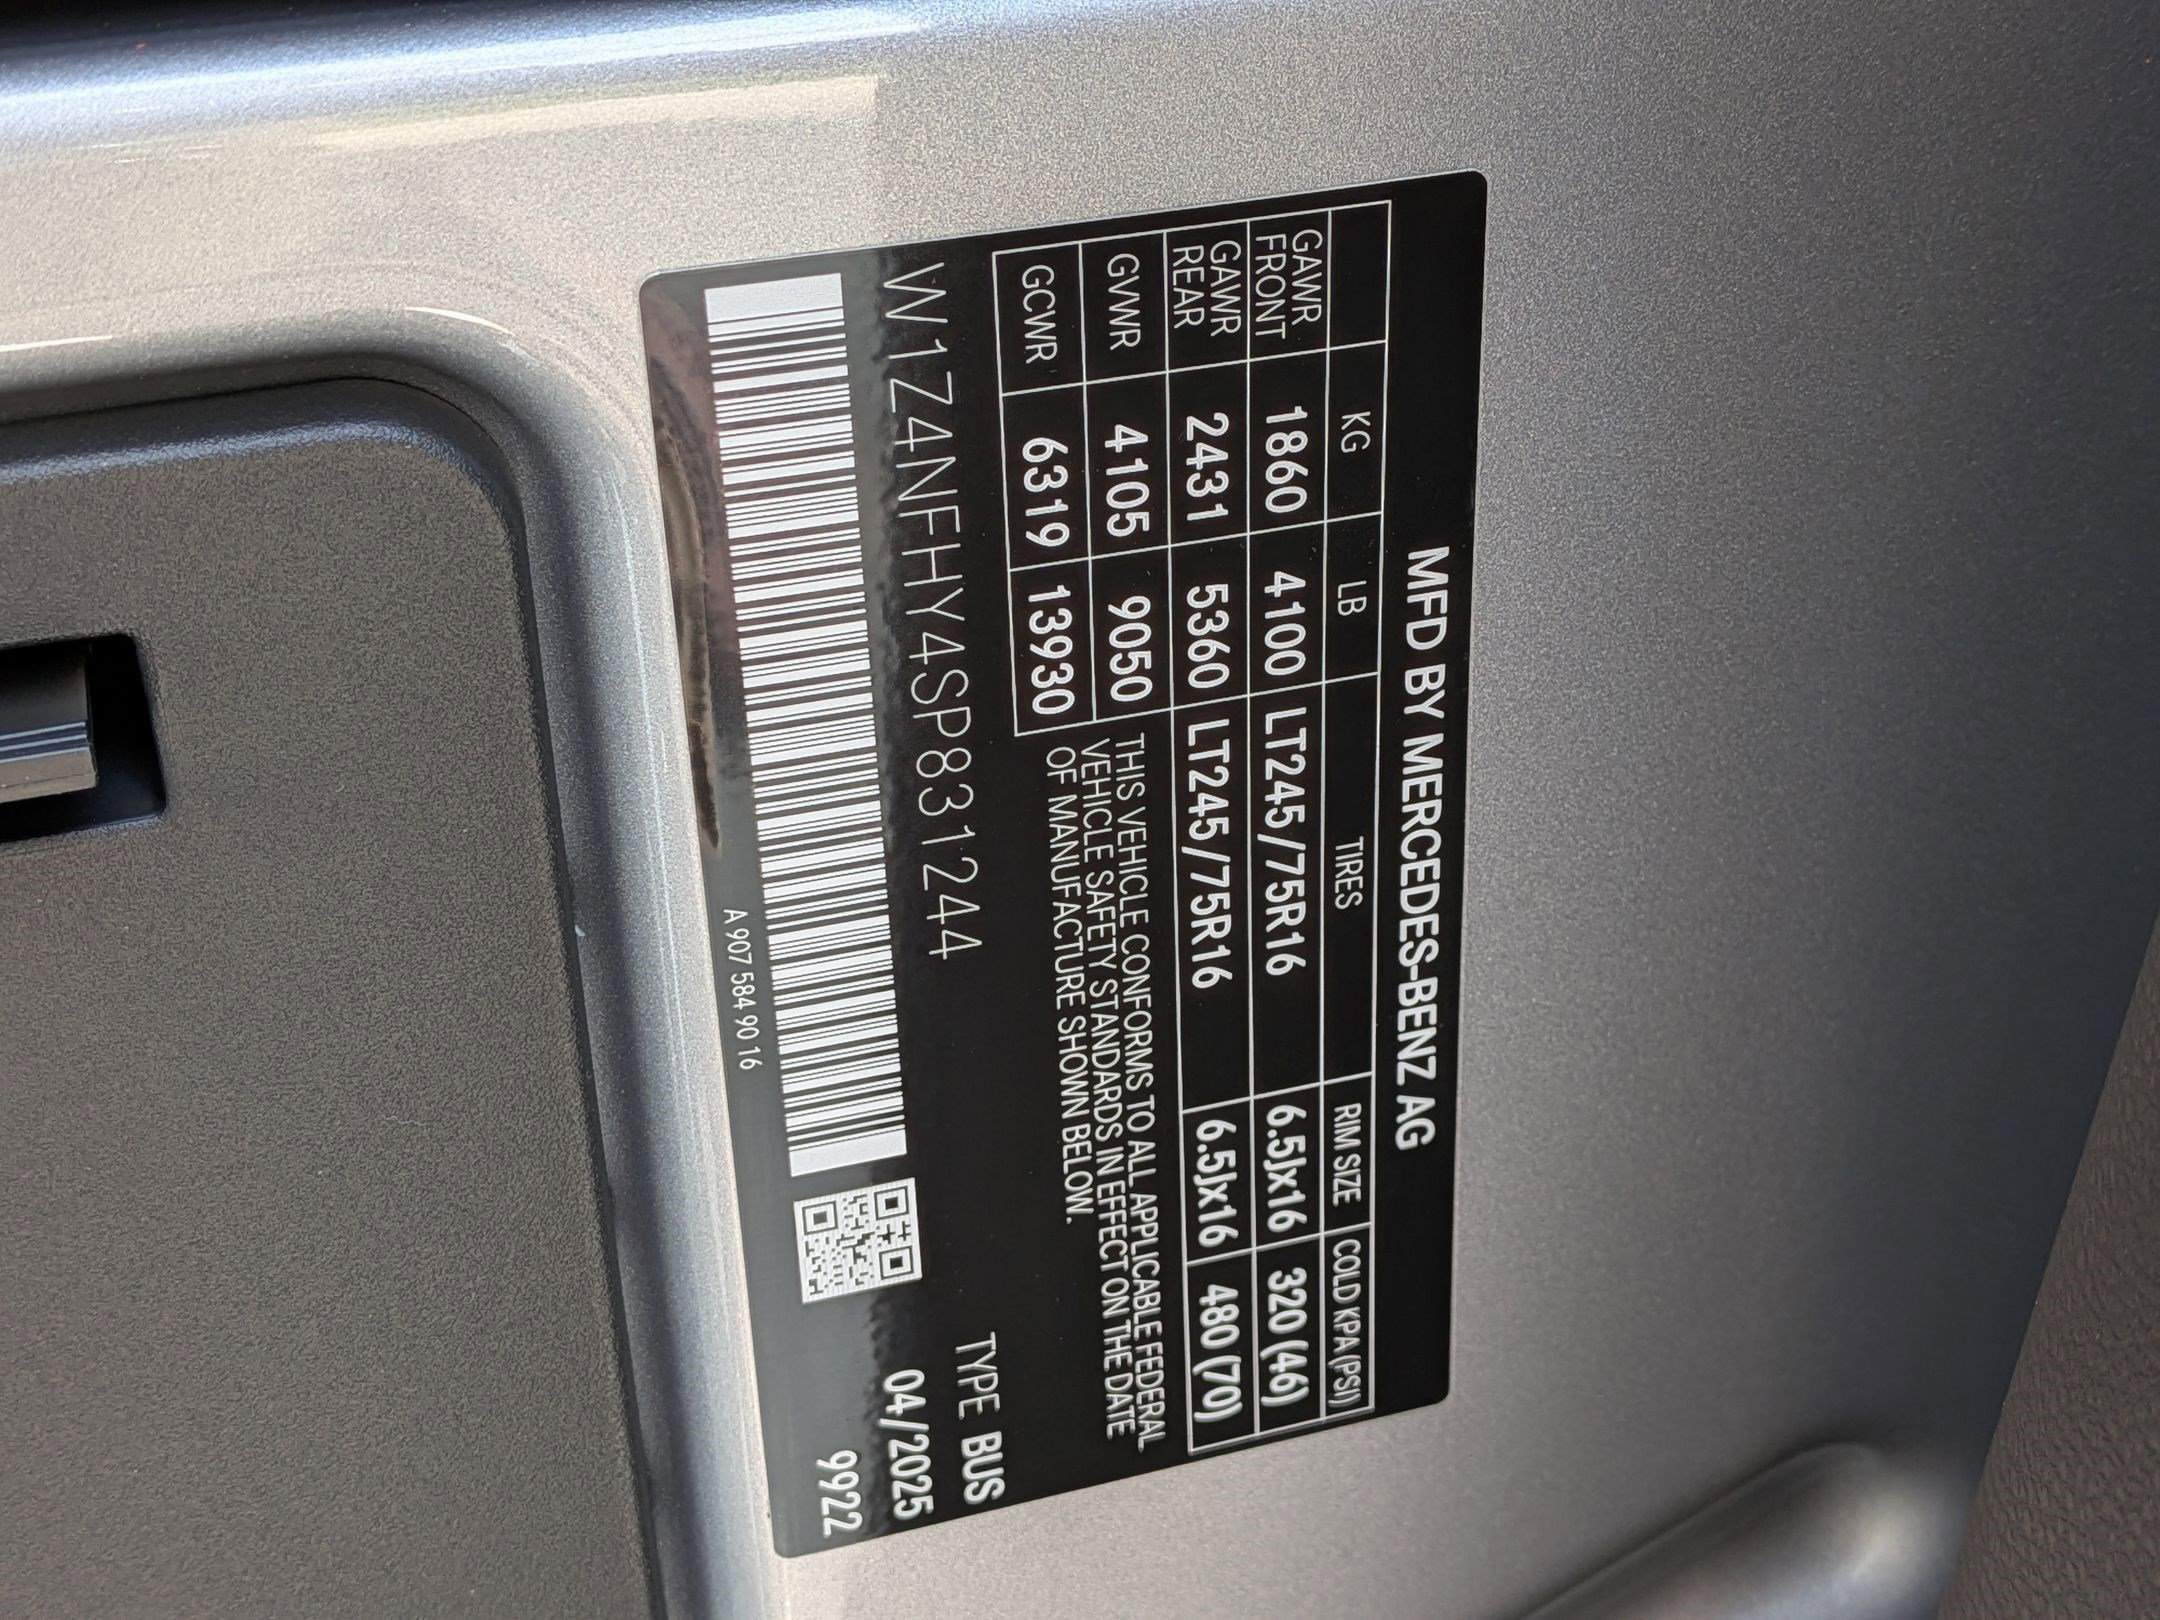 MFD BY MERCEDES-BENZ AG
KG LB TIRES RIM SIZE COLD KPA (PSI)
GAWR FRONT 1860 4100 LT245/75R16 6.5Jx16 320 (46)
GAWR REAR 2431 5360 LT245/75R16 6.5Jx16 480 (70)
GVWR 4105 9050
GCWR 6319 13930
THIS VEHICLE CONFORMS TO ALL APPLICABLE FEDERAL
VEHICLE SAFETY STANDARDS IN EFFECT ON THE DATE
OF MANUFACTURE SHOWN BELOW.
W1Z4NFHY4SP831244
TYPE BUS
04/2025
9922
A 907 584 90 16